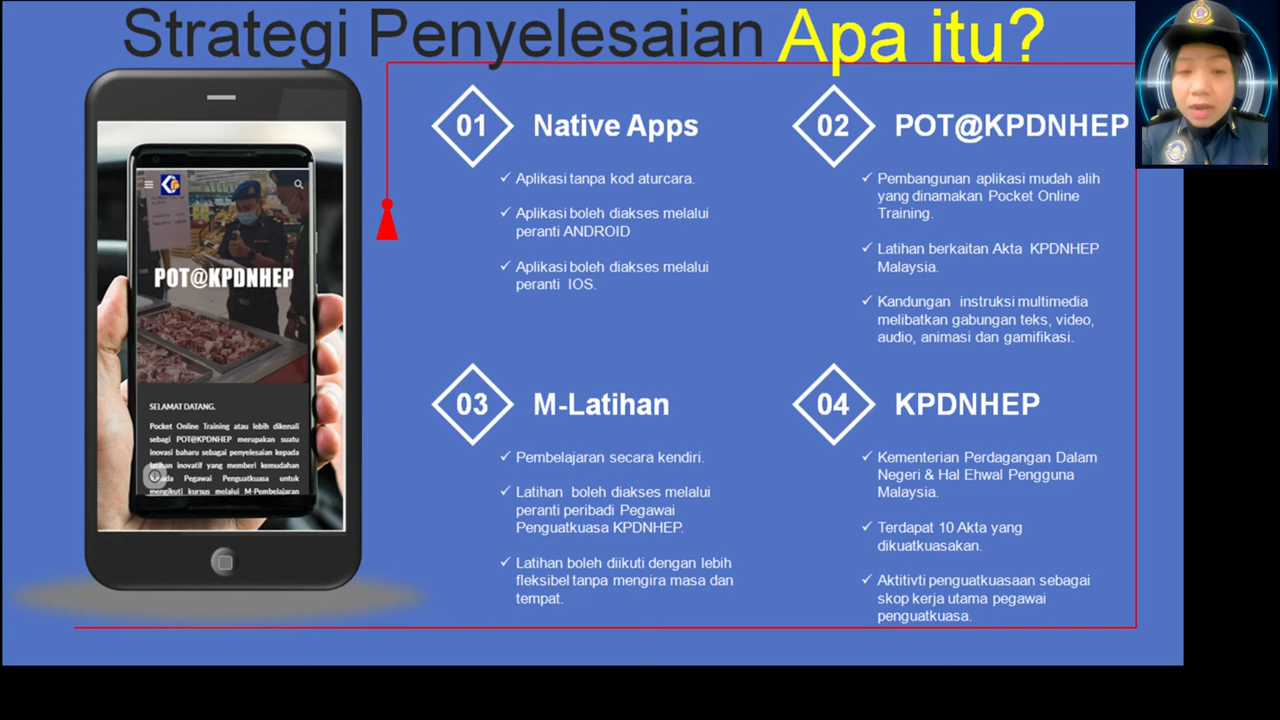 Strategi Penyelesaian Apa itu?
POT@KPDNHEP
SELAMAT DATANG.
Pocket Online Training atau lebih dikenali
sebagi POT@KPDNHEP merupakan suatu
inovasi baharu sebagai penyelesaian kepada
latihan inovatif yang memberi kemudahan
kepada Pegawai Penguatkuasa untuk
mengikuti kursus melalui M-Pembelajaran
01
Native Apps
✓ Aplikasi tanpa kod aturcara.
✓ Aplikasi boleh diakses melalui
peranti ANDROID
✓ Aplikasi boleh diakses melalui
peranti IOS.
02
POT@KPDNHEP
✓ Pembangunan aplikasi mudah alih
yang dinamakan Pocket Online
Training.
✓ Latihan berkaitan Akta KPDNHEP
Malaysia.
✓ Kandungan instruksi multimedia
melibatkan gabungan teks, video,
audio, animasi dan gamifikasi.
03
M-Latihan
✓ Pembelajaran secara kendiri.
✓ Latihan boleh diakses melalui
peranti peribadi Pegawai
Penguatkuasa KPDNHEP.
✓ Latihan boleh diikuti dengan lebih
fleksibel tanpa mengira masa dan
tempat.
04
KPDNHEP
✓ Kementerian Perdagangan Dalam
Negeri & Hal Ehwal Pengguna
Malaysia.
✓ Terdapat 10 Akta yang
dikuatkuasakan.
✓ Aktitivti penguatkuasaan sebagai
skop kerja utama pegawai
penguatkuasa.